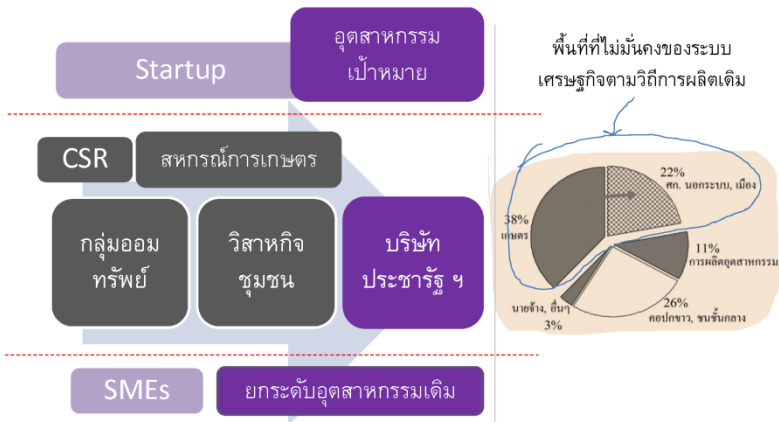 Startup
อุตสาหกรรม
เป้าหมาย
CSR
สหกรณ์การเกษตร
กลุ่มออม
ทรัพย์
วิสาหกิจ
ชุมชน
บริษัท
ประชารัฐ ฯ
SMEs
ยกระดับอุตสาหกรรมเดิม
พื้นที่ที่ไม่มั่นคงของระบบ
เศรษฐกิจตามวิถีการผลิตเดิม
22%
ศก. นอกระบบ, เมือง
38%
เกษตร
11%
การผลิตอุตสาหกรรม
26%
คอปกขาว, ชนชั้นกลาง
นายจ้าง, อื่นๆ
3%